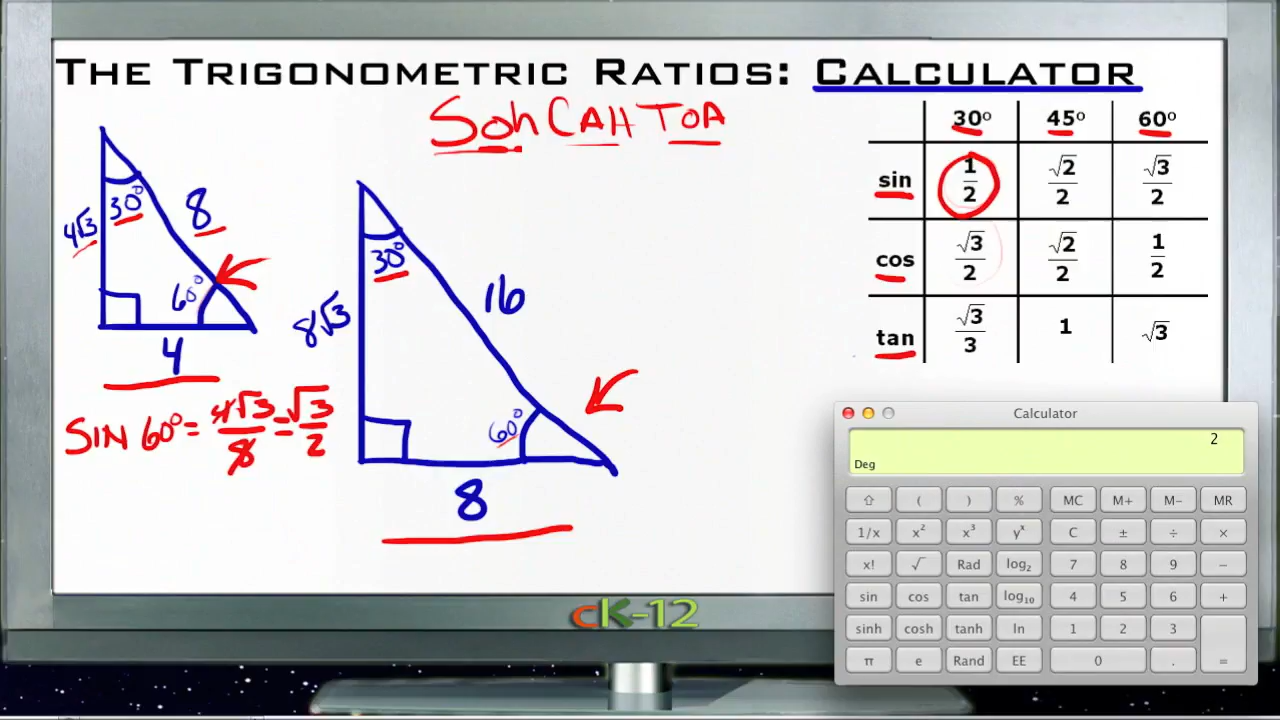 THE TRIGONOMETRIC RATIOS: CALCULATOR
Soh CAH TOA
30° 45° 60°
sin 1/2 √2/2 √3/2
cos √3/2 √2/2 1/2
tan √3/3 1 √3
30°
8
4√3
60°
4
SIN 60° = 4√3/8 = √3/2
30°
16
8√3
60°
8
Calculator
2
Deg
⇧ ( ) % MC M+ M− MR
1/x x² x³ yˣ C ± ÷ ×
x! √ Rad log₂ 7 8 9 −
sin cos tan log₁₀ 4 5 6 +
sinh cosh tanh ln 1 2 3
π e Rand EE 0 . =
cK-12